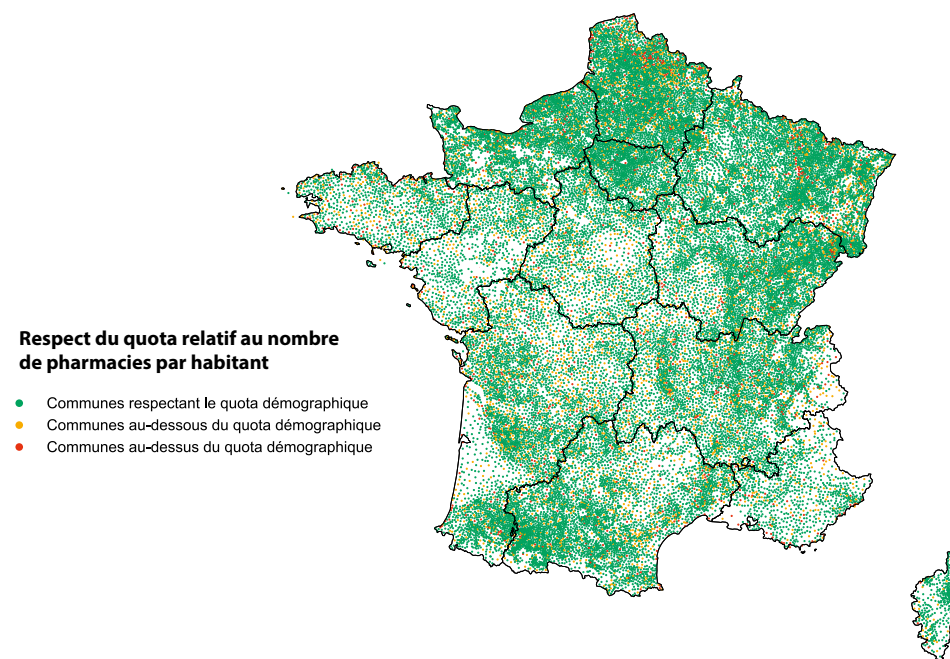 Respect du quota relatif au nombre
de pharmacies par habitant
Communes respectant le quota démographique
Communes au-dessous du quota démographique
Communes au-dessus du quota démographique